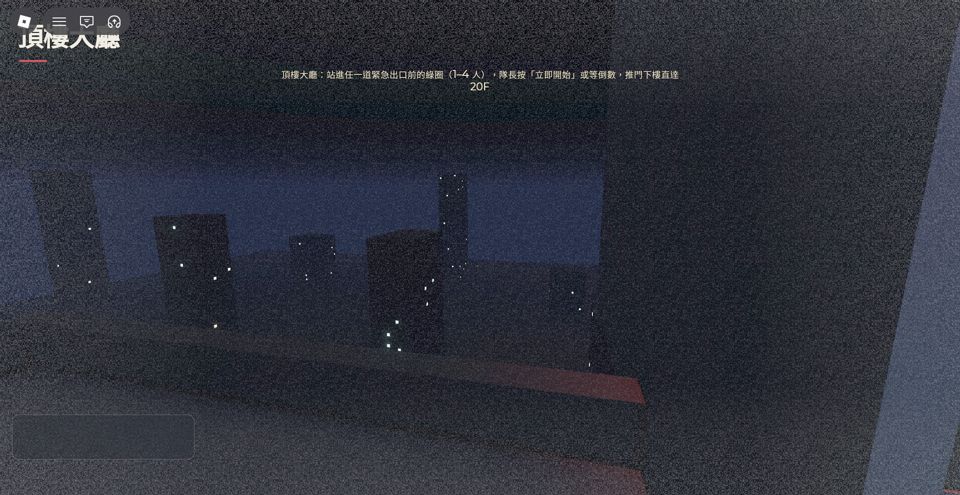 頂樓大廳
頂樓大廳：站進任一道緊急出口前的綠圈（1–4 人），隊長按「立即開始」或等倒數，推門下樓直達
20F